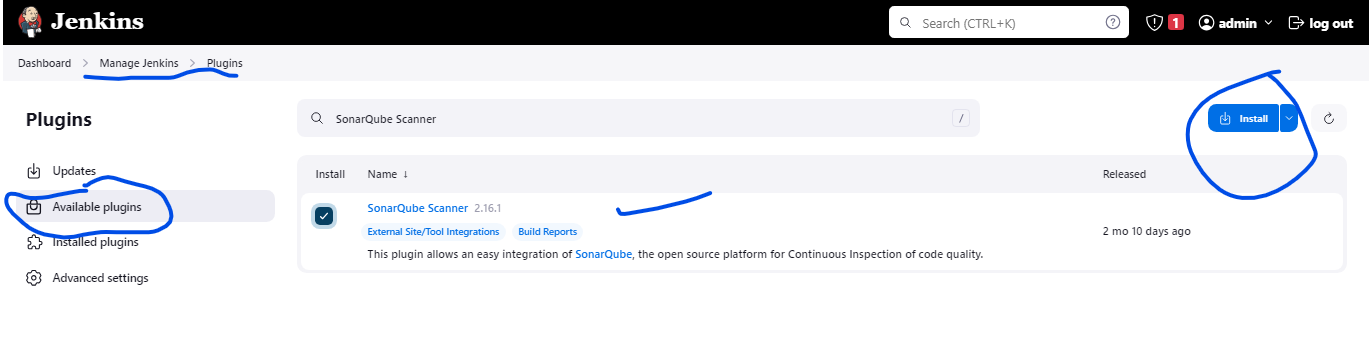 Jenkins
Search (CTRL+K)
1
admin
log out
Dashboard > Manage Jenkins > Plugins
Plugins
SonarQube Scanner
/
Install
Updates
Available plugins
Installed plugins
Advanced settings
Install Name ↓ Released
SonarQube Scanner 2.16.1
External Site/Tool Integrations Build Reports
2 mo 10 days ago
This plugin allows an easy integration of SonarQube, the open source platform for Continuous Inspection of code quality.